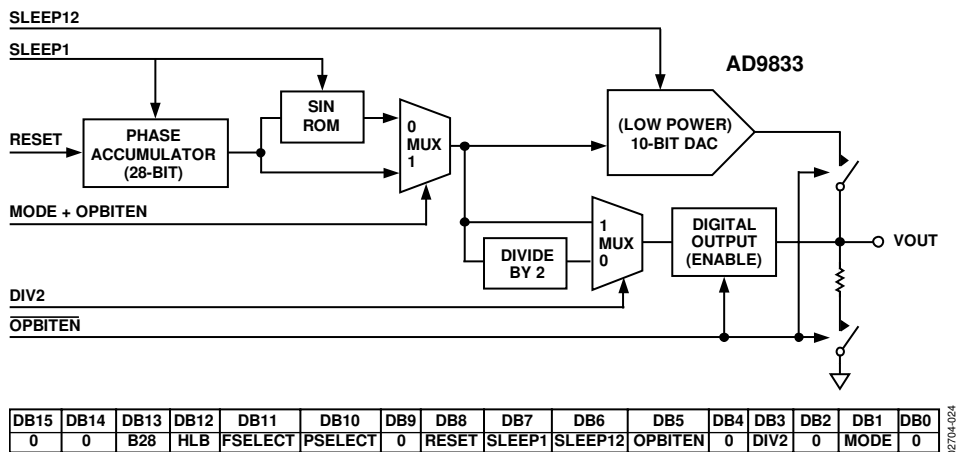 SLEEP12
SLEEP1
AD9833
RESET
PHASE
ACCUMULATOR
(28-BIT)
SIN
ROM
0
MUX
1
(LOW POWER)
10-BIT DAC
MODE + OPBITEN
1
MUX
0
DIVIDE
BY 2
DIGITAL
OUTPUT
(ENABLE)
VOUT
DIV2
OPBITEN
DB15 DB14 DB13 DB12 DB11 DB10 DB9 DB8 DB7 DB6 DB5 DB4 DB3 DB2 DB1 DB0
0 0 B28 HLB FSELECT PSELECT 0 RESET SLEEP1 SLEEP12 OPBITEN 0 DIV2 0 MODE 0
02704-024